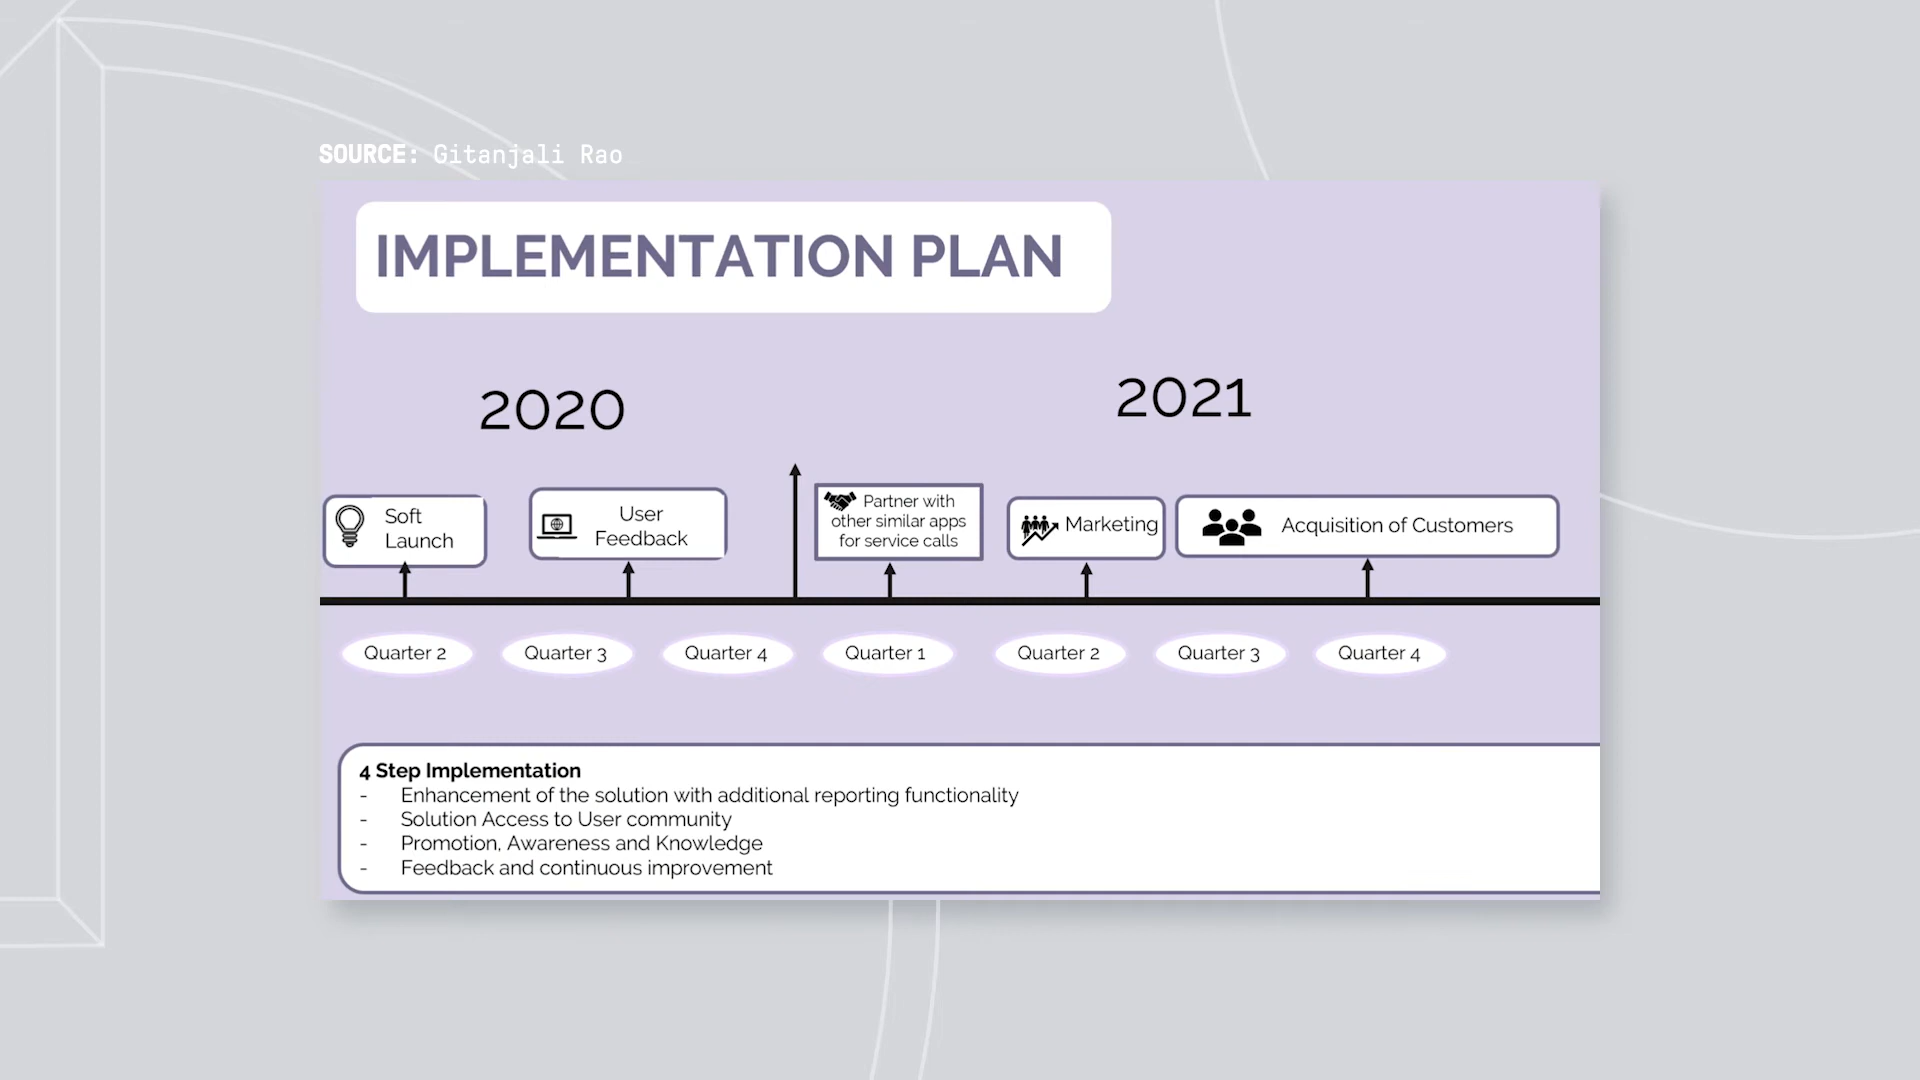 SOURCE: Gitanjali Rao
IMPLEMENTATION PLAN
2020
2021
Soft
Launch
User
Feedback
Partner with
other similar apps
for service calls
Marketing
Acquisition of Customers
Quarter 2
Quarter 3
Quarter 4
Quarter 1
Quarter 2
Quarter 3
Quarter 4
4 Step Implementation
- Enhancement of the solution with additional reporting functionality
- Solution Access to User community
- Promotion, Awareness and Knowledge
- Feedback and continuous improvement